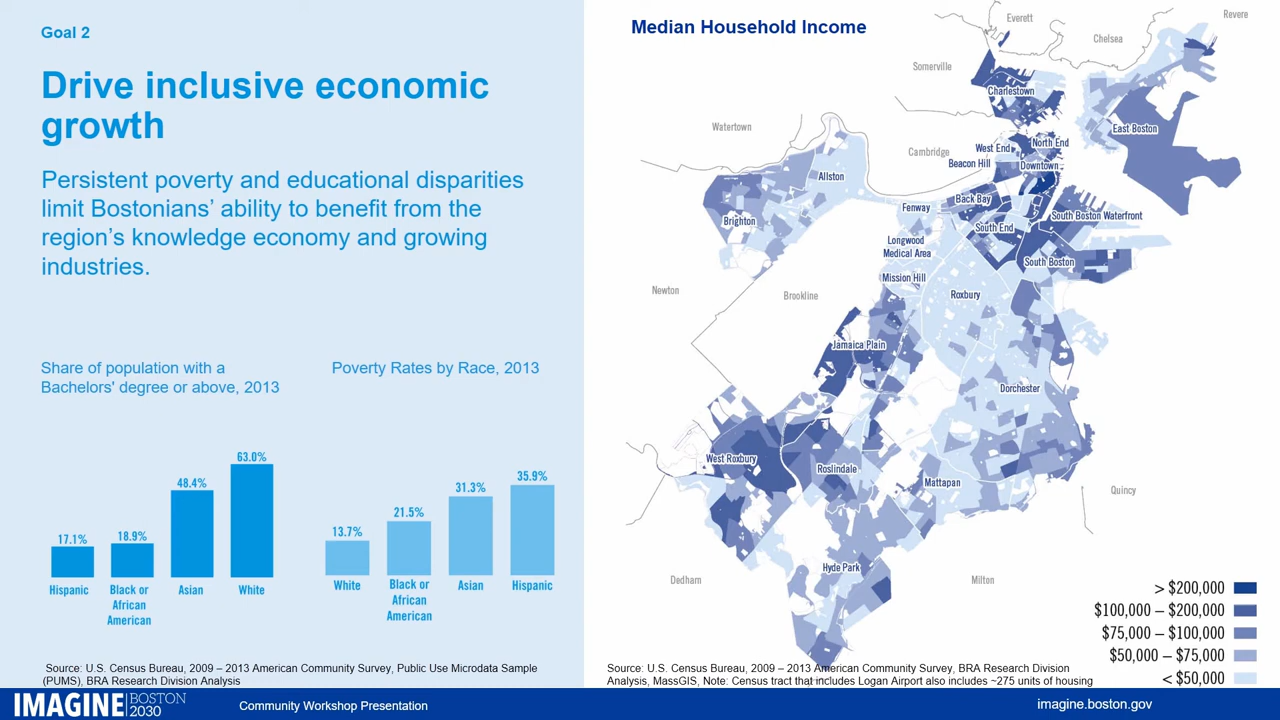 Goal 2
Drive inclusive economic
growth
Persistent poverty and educational disparities
limit Bostonians’ ability to benefit from the
region’s knowledge economy and growing
industries.
Share of population with a
Bachelors' degree or above, 2013
17.1%
18.9%
48.4%
63.0%
Hispanic
Black or
African
American
Asian
White
Poverty Rates by Race, 2013
13.7%
21.5%
31.3%
35.9%
White
Black or
African
American
Asian
Hispanic
Source: U.S. Census Bureau, 2009 – 2013 American Community Survey, Public Use Microdata Sample
(PUMS), BRA Research Division Analysis
Median Household Income
Everett
Revere
Chelsea
Somerville
Charlestown
Watertown
East Boston
Cambridge
West End
North End
Beacon Hill
Downtown
Allston
Back Bay
Fenway
South Boston Waterfront
Brighton
South End
Longwood
Medical Area
South Boston
Mission Hill
Newton
Brookline
Roxbury
Jamaica Plain
Dorchester
West Roxbury
Roslindale
Mattapan
Quincy
Hyde Park
Dedham
Milton
> $200,000
$100,000 – $200,000
$75,000 – $100,000
$50,000 – $75,000
< $50,000
Source: U.S. Census Bureau, 2009 – 2013 American Community Survey, BRA Research Division
Analysis, MassGIS, Note: Census tract that includes Logan Airport also includes ~275 units of housing
IMAGINE BOSTON
2030
Community Workshop Presentation
imagine.boston.gov